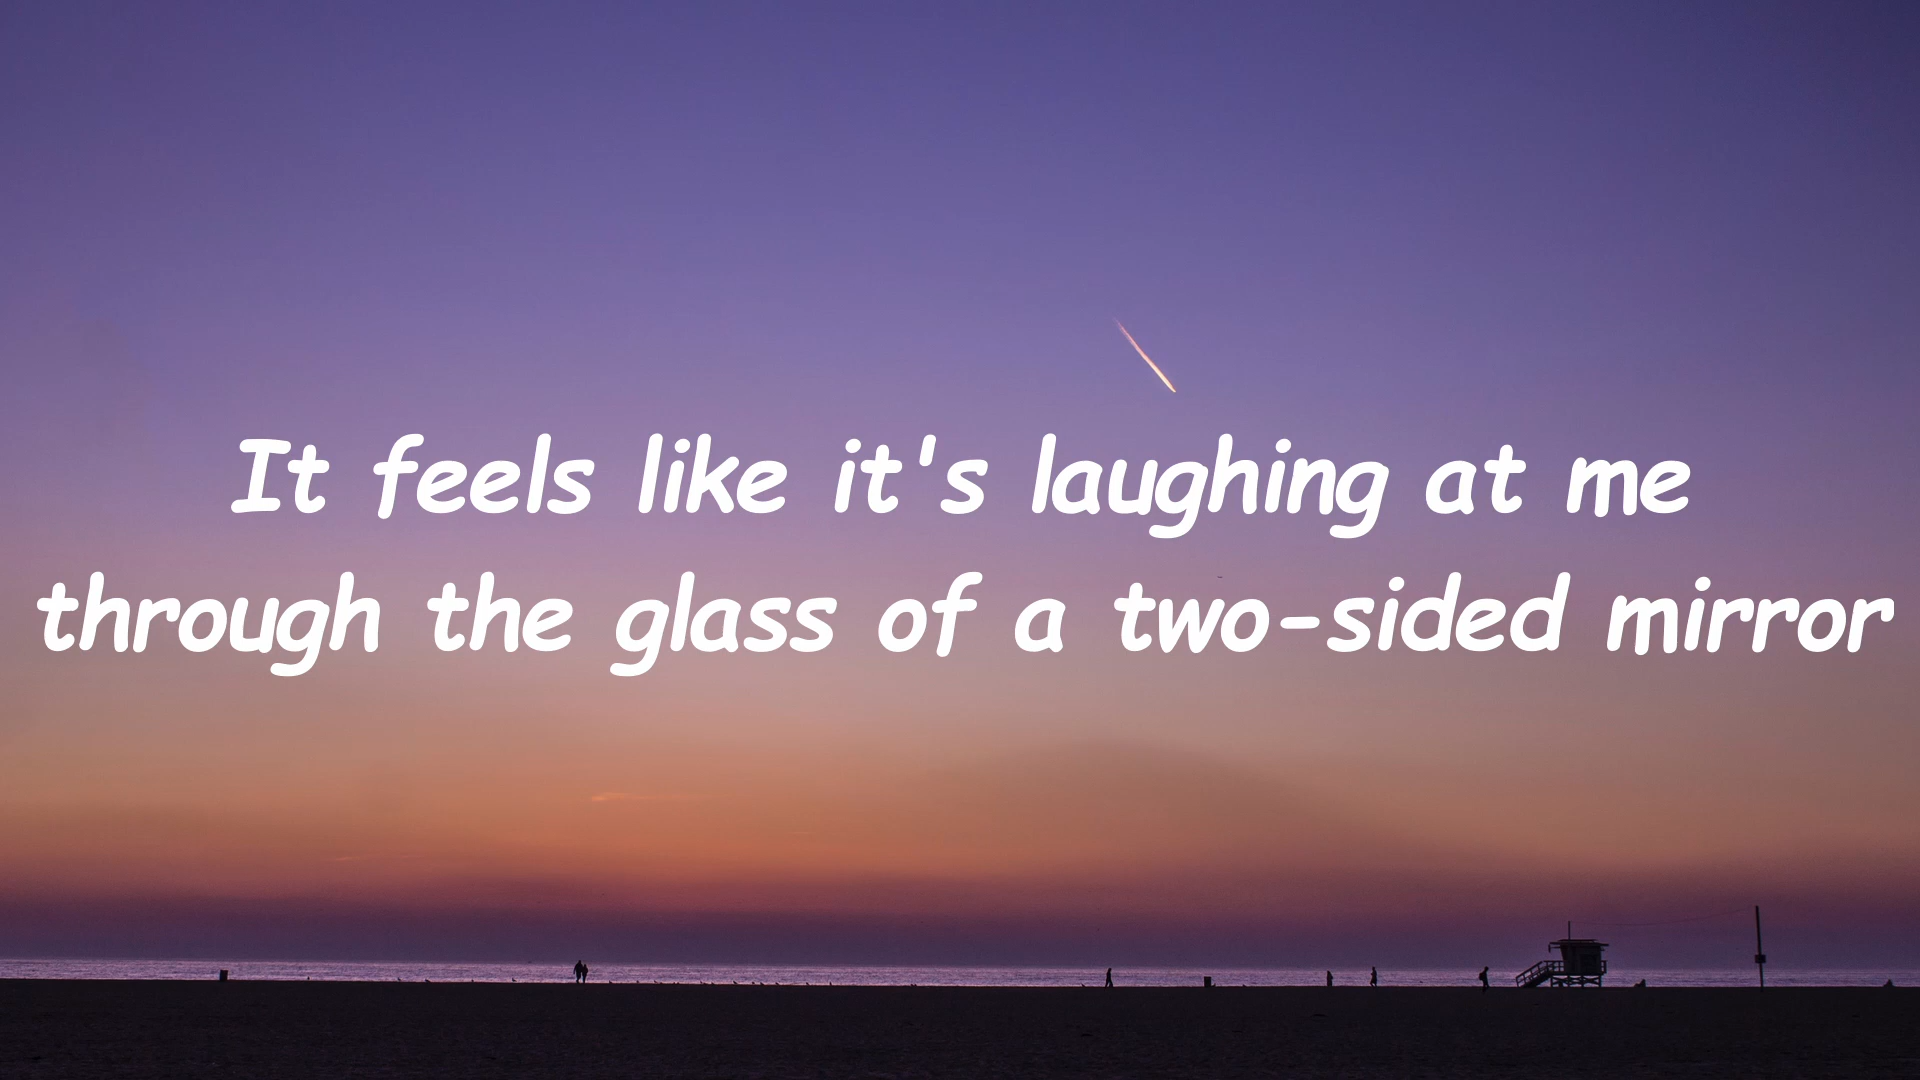 It feels like it's laughing at me
through the glass of a two-sided mirror